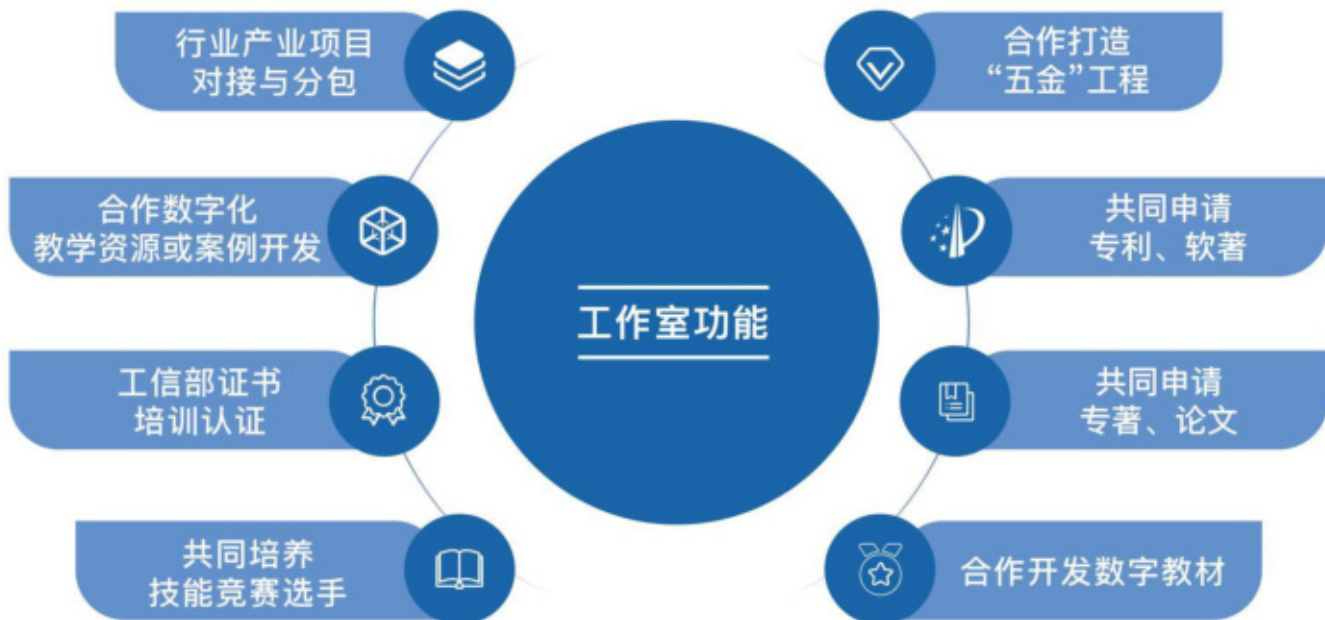 行业产业项目
对接与分包
合作数字化
教学资源或案例开发
工信部证书
培训认证
共同培养
技能竞赛选手
工作室功能
合作打造
“五金”工程
共同申请
专利、软著
共同申请
专著、论文
合作开发数字教材